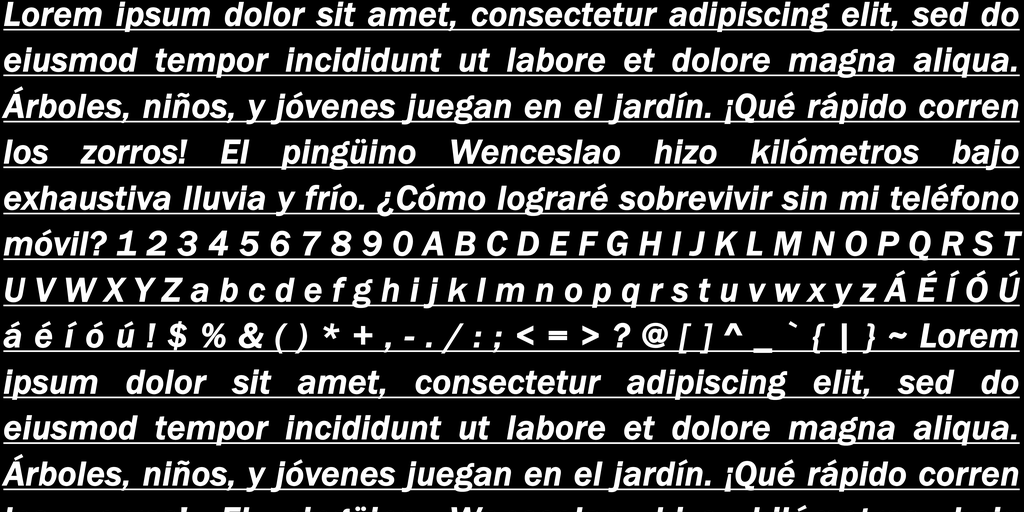 Lorem ipsum dolor sit amet, consectetur adipiscing elit, sed do
eiusmod tempor incididunt ut labore et dolore magna aliqua.
Árboles, niños, y jóvenes juegan en el jardín. ¡Qué rápido corren
los zorros! El pingüino Wenceslao hizo kilómetros bajo
exhaustiva lluvia y frío. ¿Cómo lograré sobrevivir sin mi teléfono
móvil? 1 2 3 4 5 6 7 8 9 0 A B C D E F G H I J K L M N O P Q R S T
U V W X Y Z a b c d e f g h i j k l m n o p q r s t u v w x y z Á É Í Ó Ú
á é í ó ú ! $ % & ( ) * + , - . / : ; < = > ? @ [ ] ^ _ ` { | } ~ Lorem
ipsum dolor sit amet, consectetur adipiscing elit, sed do
eiusmod tempor incididunt ut labore et dolore magna aliqua.
Árboles, niños, y jóvenes juegan en el jardín. ¡Qué rápido corren